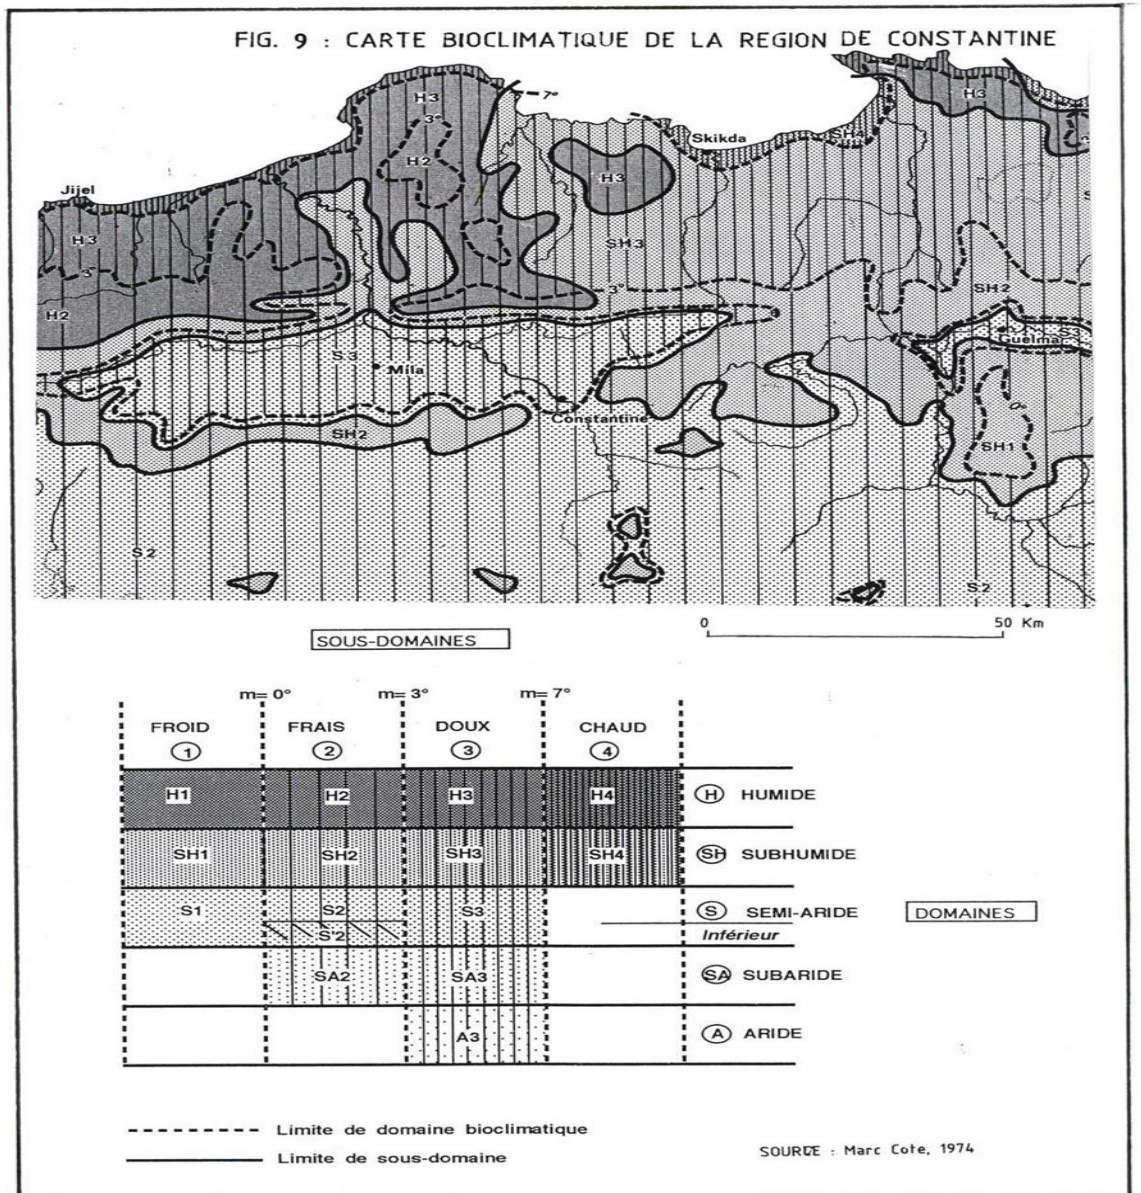 FIG. 9 : CARTE BIOCLIMATIQUE DE LA REGION DE CONSTANTINE
H3
7°
H3
3°
Skikda
SH4
H2
H3
Jijel
H3
SH3
3°
3°
SH2
H2
S3
Guelma
S3
Mila
0°
Constantine
SH2
SH1
S2
S2
0 50 Km
SOUS-DOMAINES
m= 0° m= 3° m= 7°
FROID FRAIS DOUX CHAUD
1 2 3 4
H1 H2 H3 H4 H HUMIDE
SH1 SH2 SH3 SH4 SH SUBHUMIDE
S1 S2 S3 S SEMI-ARIDE DOMAINES
S'2 Inférieur
SA2 SA3 SA SUBARIDE
A3 A ARIDE
Limite de domaine bioclimatique
Limite de sous-domaine
SOURCE : Marc Cote, 1974